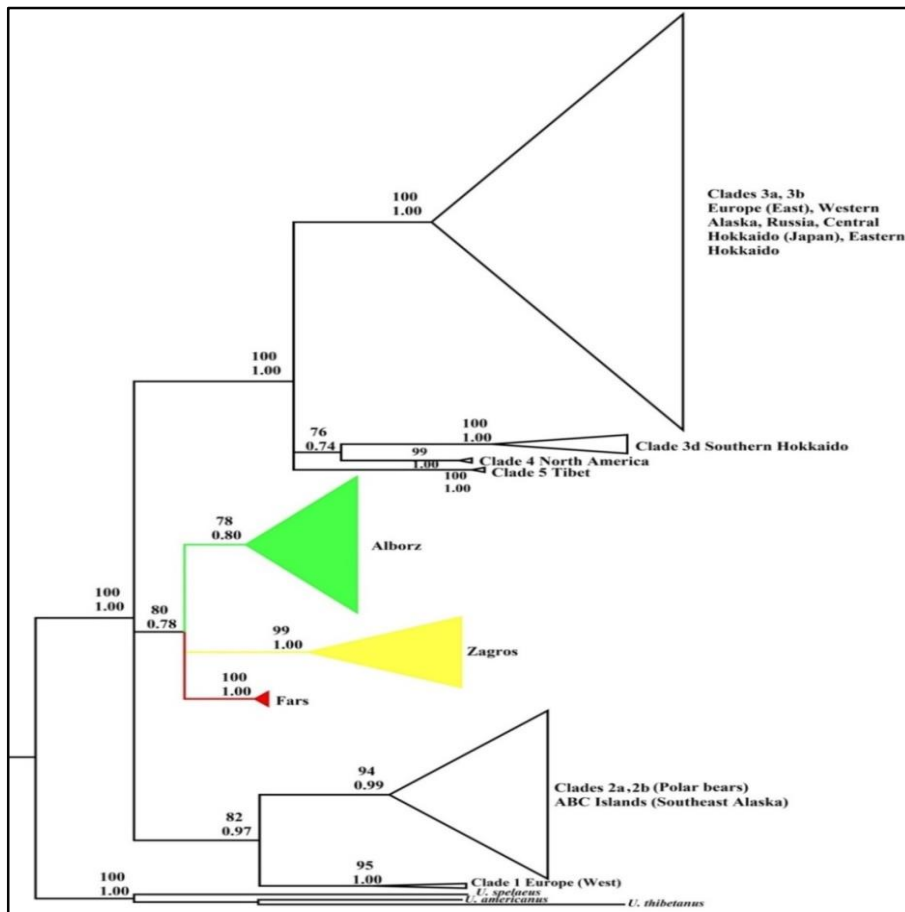 100
1.00
Clades 3a, 3b
Europe (East), Western
Alaska, Russia, Central
Hokkaido (Japan), Eastern
Hokkaido
100
1.00
76
0.74
100
1.00
Clade 3d Southern Hokkaido
99
1.00
Clade 4 North America
Clade 5 Tibet
100
1.00
78
0.80
Alborz
100
1.00
80
0.78
99
1.00
Zagros
100
1.00
Fars
94
0.99
Clades 2a,2b (Polar bears)
ABC Islands (Southeast Alaska)
82
0.97
95
1.00
Clade 1 Europe (West)
100
1.00
U. spelaeus
U. americanus
U. thibetanus